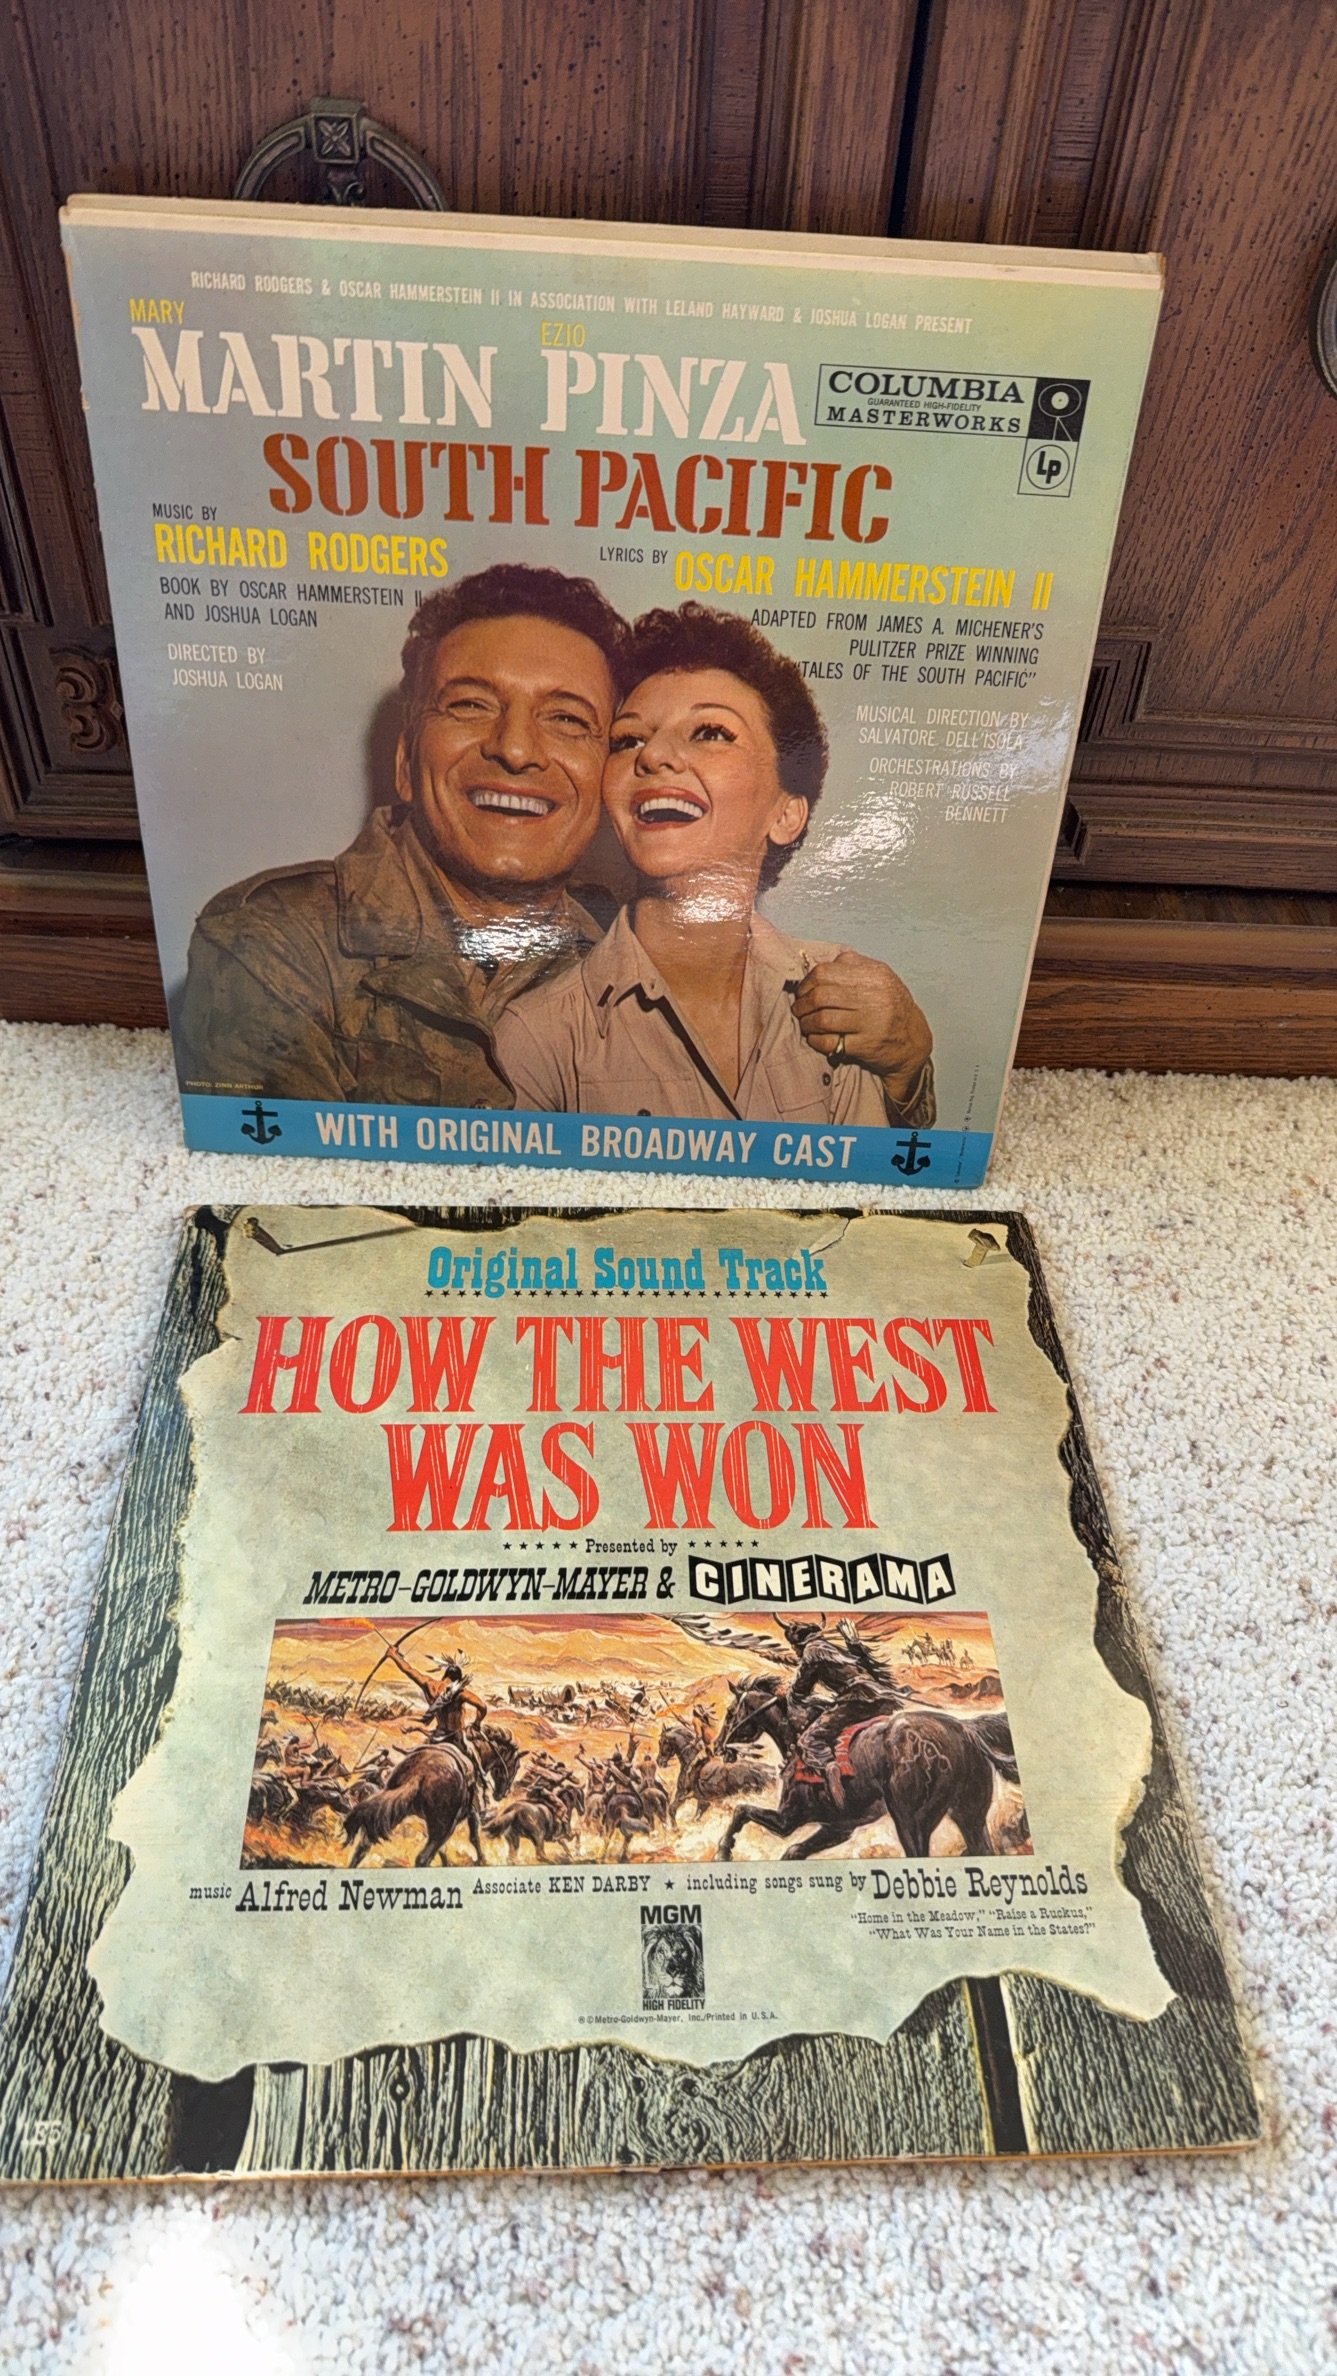 RICHARD RODGERS & OSCAR HAMMERSTEIN II IN ASSOCIATION WITH LELAND HAYWARD & JOSHUA LOGAN PRESENT
MARY
MARTIN
EZIO
PINZA
COLUMBIA
GUARANTEED HIGH-FIDELITY
MASTERWORKS
Lp
SOUTH PACIFIC
MUSIC BY
RICHARD RODGERS
BOOK BY OSCAR HAMMERSTEIN II
AND JOSHUA LOGAN
DIRECTED BY
JOSHUA LOGAN
LYRICS BY OSCAR HAMMERSTEIN II
ADAPTED FROM JAMES A. MICHENER'S
PULITZER PRIZE WINNING
"TALES OF THE SOUTH PACIFIC"
MUSICAL DIRECTION BY
SALVATORE DELL'ISOLA
ORCHESTRATIONS BY
ROBERT RUSSELL
BENNETT
PHOTO: ZINN ARTHUR
WITH ORIGINAL BROADWAY CAST
Original Sound Track
HOW THE WEST
WAS WON
Presented by
METRO-GOLDWYN-MAYER & CINERAMA
music Alfred Newman Associate KEN DARBY ★ including songs sung by Debbie Reynolds
"Home in the Meadow," "Raise a Ruckus,"
"What Was Your Name in the States?"
MGM
HIGH FIDELITY
® © Metro-Goldwyn-Mayer, Inc./Printed in U.S.A.
1E5